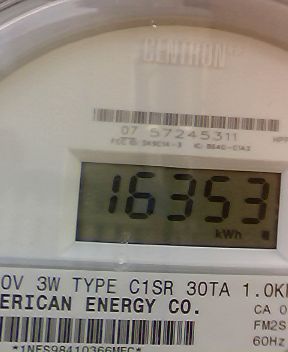 CENTRON
07 57245311
16353
kWh
0V 3W TYPE C1SR 30TA 1.0K
ERICAN ENERGY CO.
CA 0
FM2S
60Hz